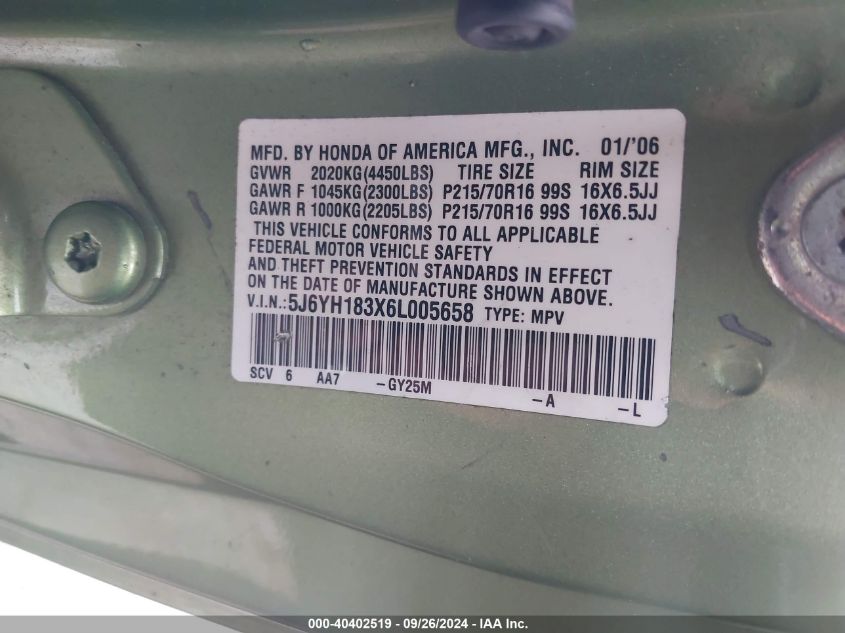 MFD. BY HONDA OF AMERICA MFG., INC. 01/'06
GVWR 2020KG(4450LBS) TIRE SIZE RIM SIZE
GAWR F 1045KG(2300LBS) P215/70R16 99S 16X6.5JJ
GAWR R 1000KG(2205LBS) P215/70R16 99S 16X6.5JJ
THIS VEHICLE CONFORMS TO ALL APPLICABLE
FEDERAL MOTOR VEHICLE SAFETY
AND THEFT PREVENTION STANDARDS IN EFFECT
ON THE DATE OF MANUFACTURE SHOWN ABOVE.
V.I.N.:5J6YH183X6L005658 TYPE: MPV
SCV 6 AA7 -GY25M -A -L
000-40402519 - 09/26/2024 - IAA Inc.